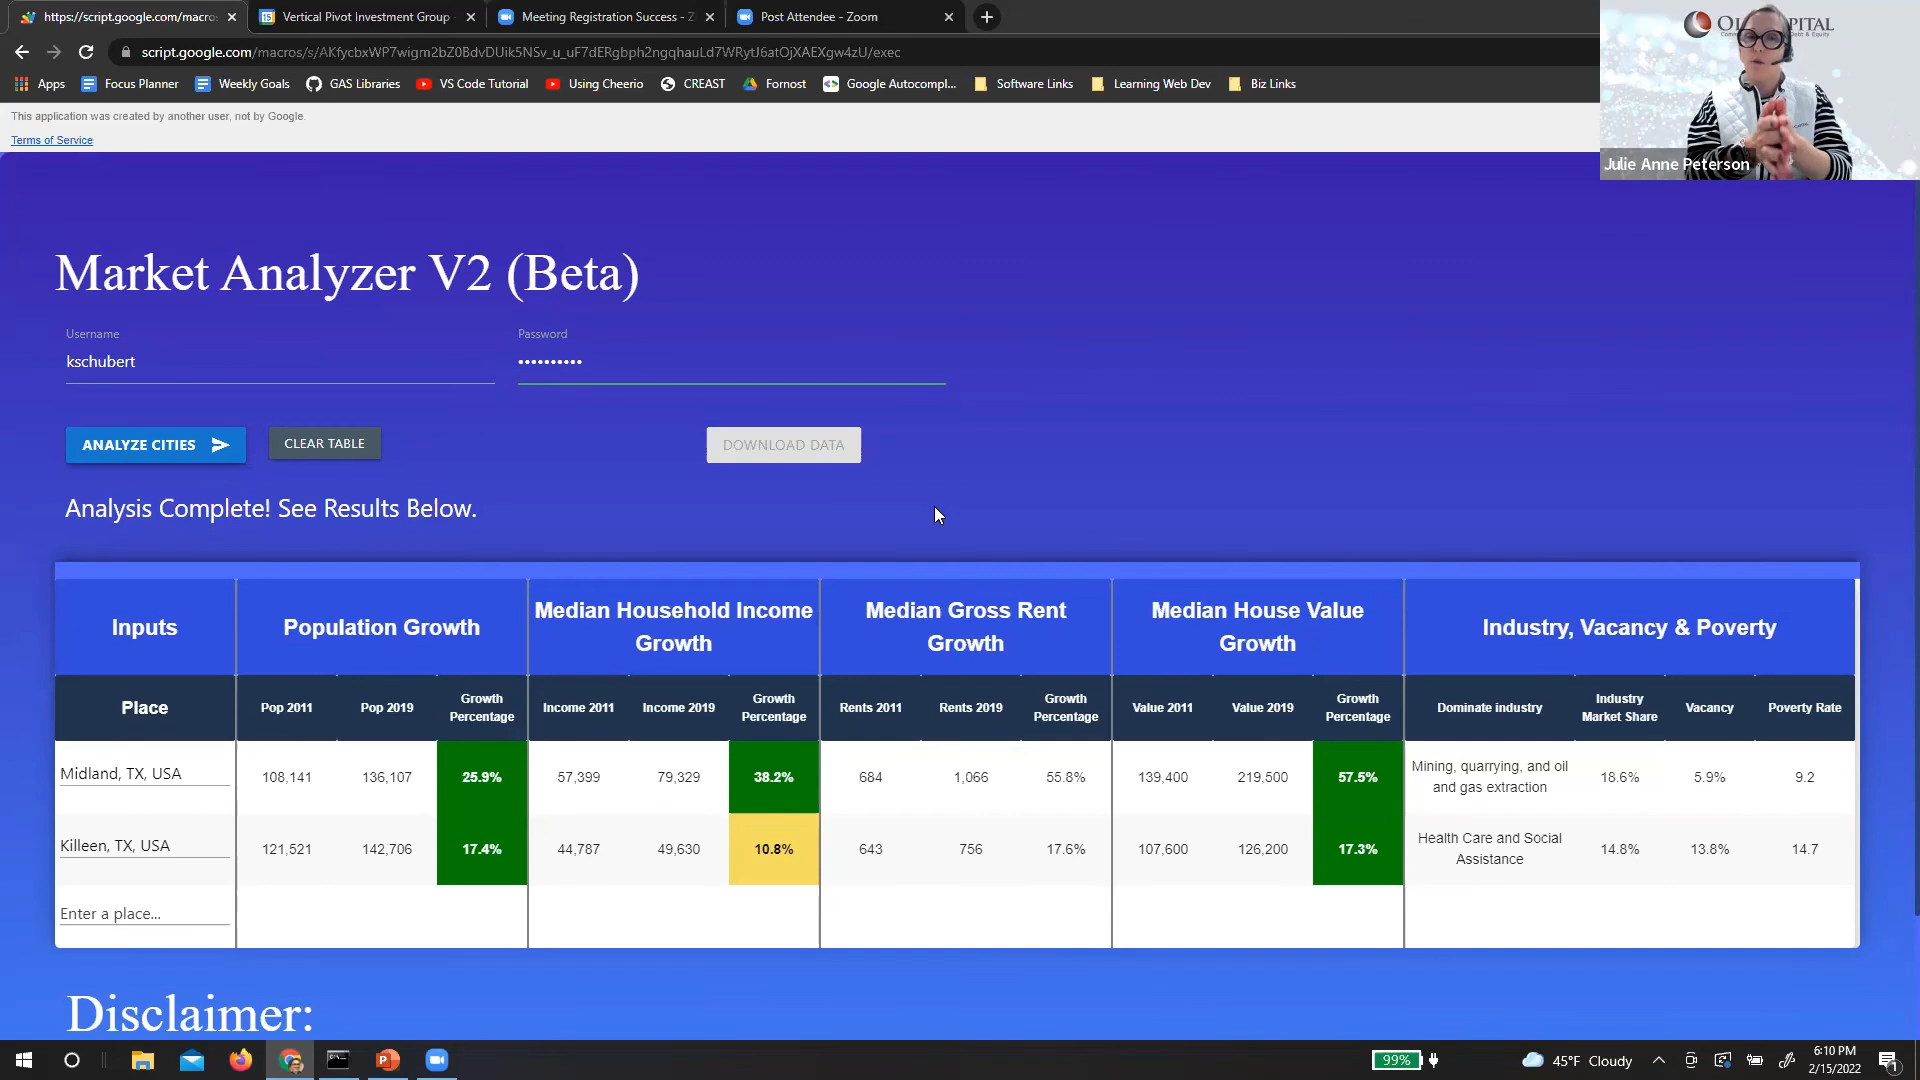 https://script.google.com/macros
Vertical Pivot Investment Group
Meeting Registration Success - Z
Post Attendee - Zoom
Apps
Focus Planner
Weekly Goals
GAS Libraries
VS Code Tutorial
Using Cheerio
CREAST
Fornost
Google Autocompl...
Software Links
Learning Web Dev
Biz Links
This application was created by another user, not by Google.
Terms of Service
Julie Anne Peterson
Market Analyzer V2 (Beta)
Username
Password
kschubert
ANALYZE CITIES
CLEAR TABLE
DOWNLOAD DATA
Analysis Complete! See Results Below.
Inputs
Population Growth
Median Household Income
Growth
Median Gross Rent
Growth
Median House Value
Growth
Industry, Vacancy & Poverty
Place
Pop 2011
Pop 2019
Growth
Percentage
Income 2011
Income 2019
Growth
Percentage
Rents 2011
Rents 2019
Growth
Percentage
Value 2011
Value 2019
Growth
Percentage
Dominate industry
Industry
Market Share
Vacancy
Poverty Rate
Midland, TX, USA
108,141
136,107
25.9%
57,399
79,329
38.2%
684
1,066
55.8%
139,400
219,500
57.5%
Mining, quarrying, and oil
and gas extraction
18.6%
5.9%
9.2
Killeen, TX, USA
121,521
142,706
17.4%
44,787
49,630
10.8%
643
756
17.6%
107,600
126,200
17.3%
Health Care and Social
Assistance
14.8%
13.8%
14.7
Enter a place...
Disclaimer:
99%
45°F Cloudy
6:10 PM
2/15/2022